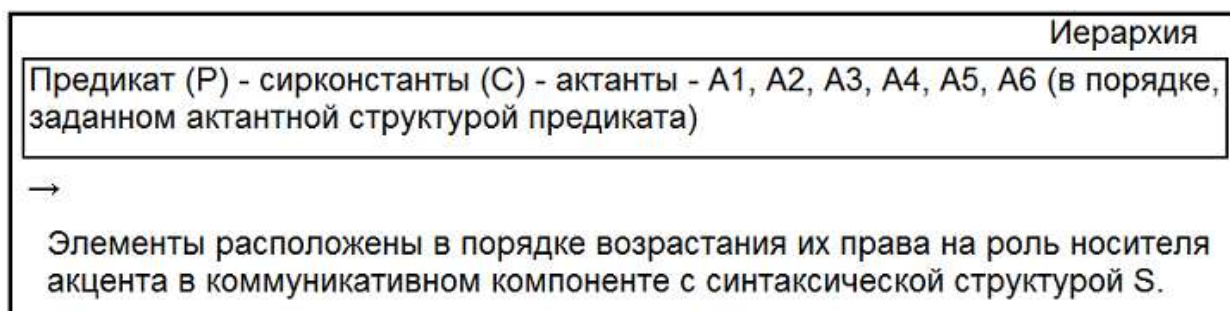 Иерархия
Предикат (P) - сирконстанты (C) - актанты - A1, A2, A3, A4, A5, A6 (в порядке,
заданном актантной структурой предиката)
→
Элементы расположены в порядке возрастания их права на роль носителя
акцента в коммуникативном компоненте с синтаксической структурой S.